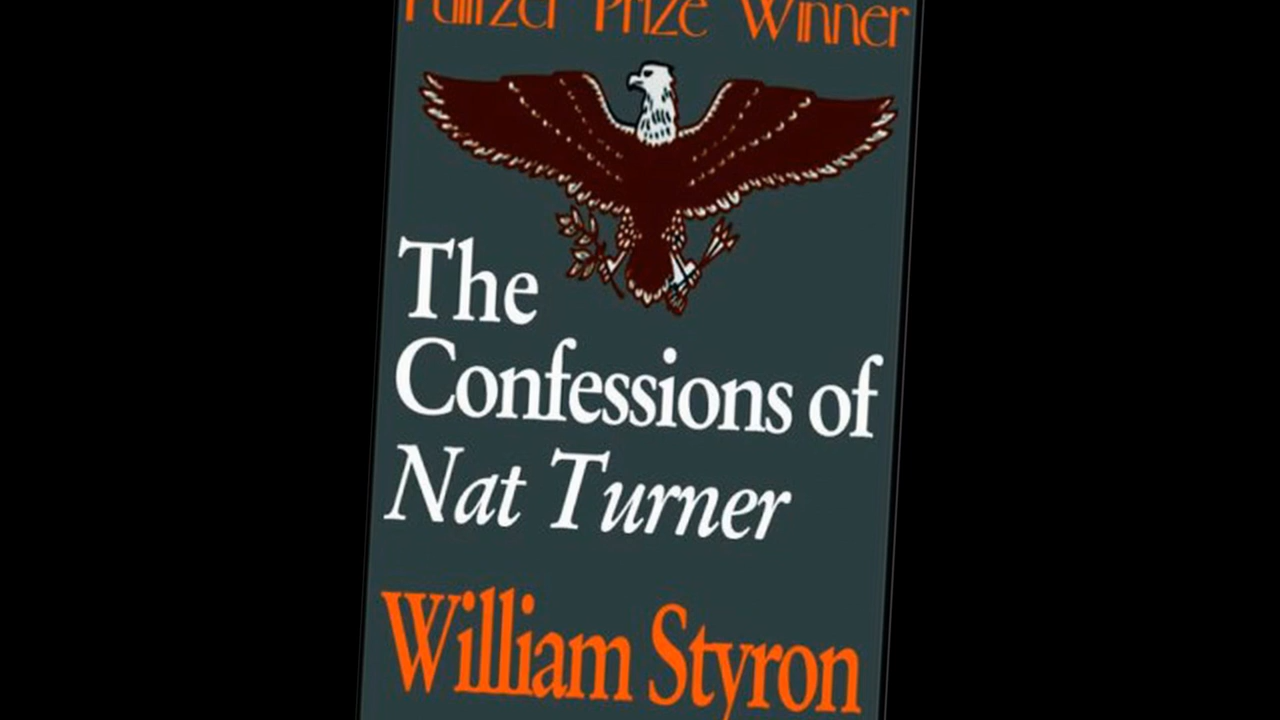 Pulitzer Prize Winner
The
Confessions of
Nat Turner
William Styron